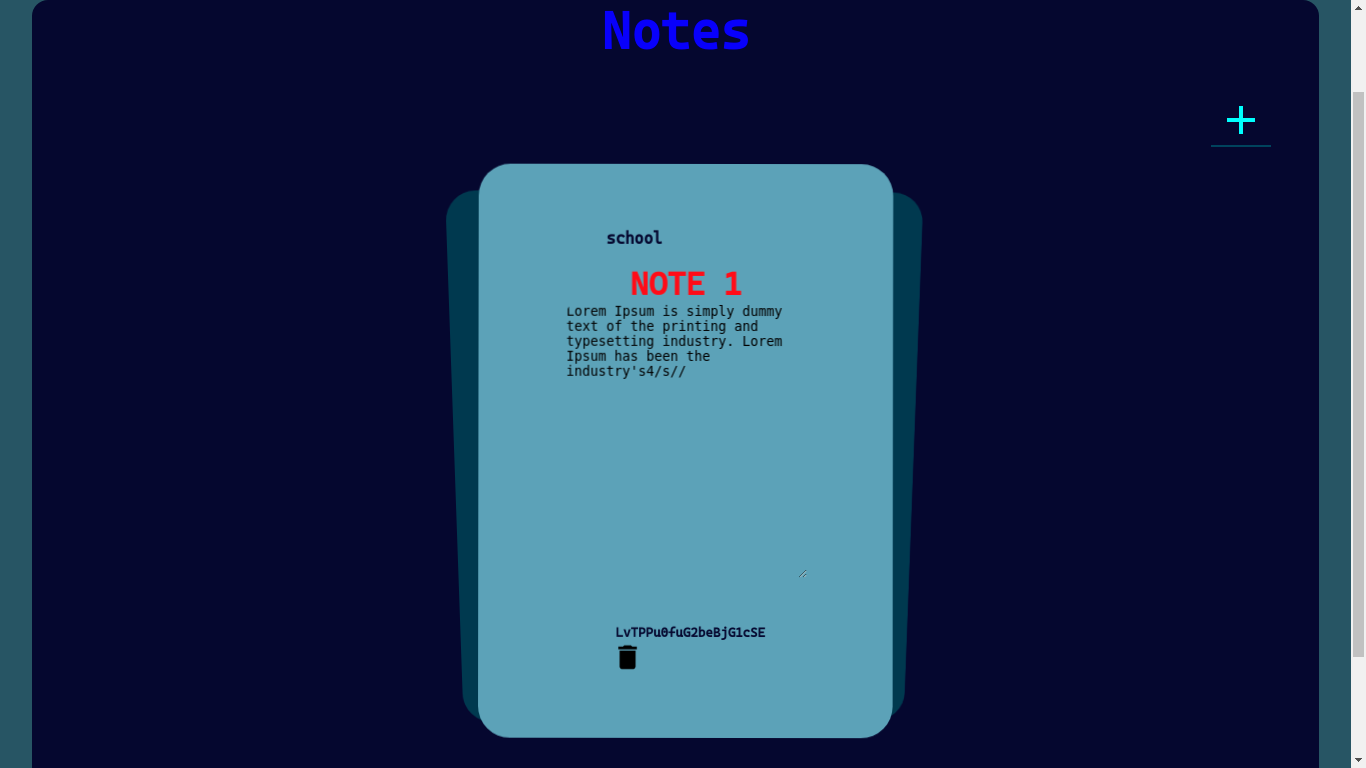 Notes
school
NOTE 1
Lorem Ipsum is simply dummy
text of the printing and
typesetting industry. Lorem
Ipsum has been the
industry's4/s//
LvTPPu0fuG2beBjG1cSE